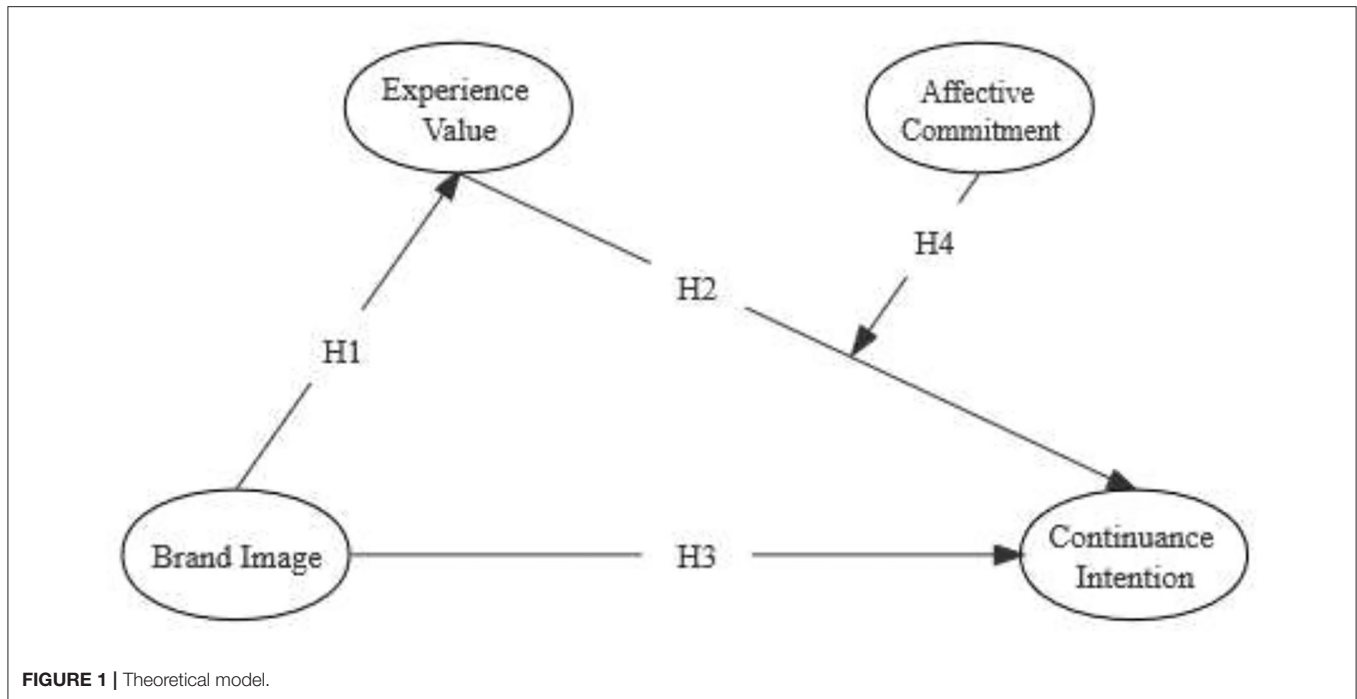 Experience
Value
Affective
Commitment
H4
H2
H1
Brand Image
H3
Continuance
Intention
FIGURE 1 | Theoretical model.